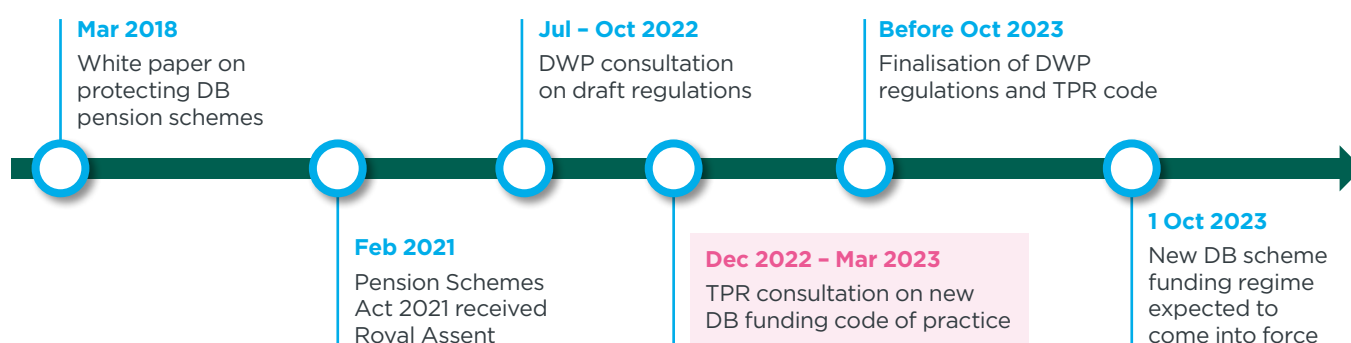 Mar 2018
White paper on
protecting DB
pension schemes
Jul – Oct 2022
DWP consultation
on draft regulations
Before Oct 2023
Finalisation of DWP
regulations and TPR code
Feb 2021
Pension Schemes
Act 2021 received
Royal Assent
Dec 2022 – Mar 2023
TPR consultation on new
DB funding code of practice
1 Oct 2023
New DB scheme
funding regime
expected to
come into force